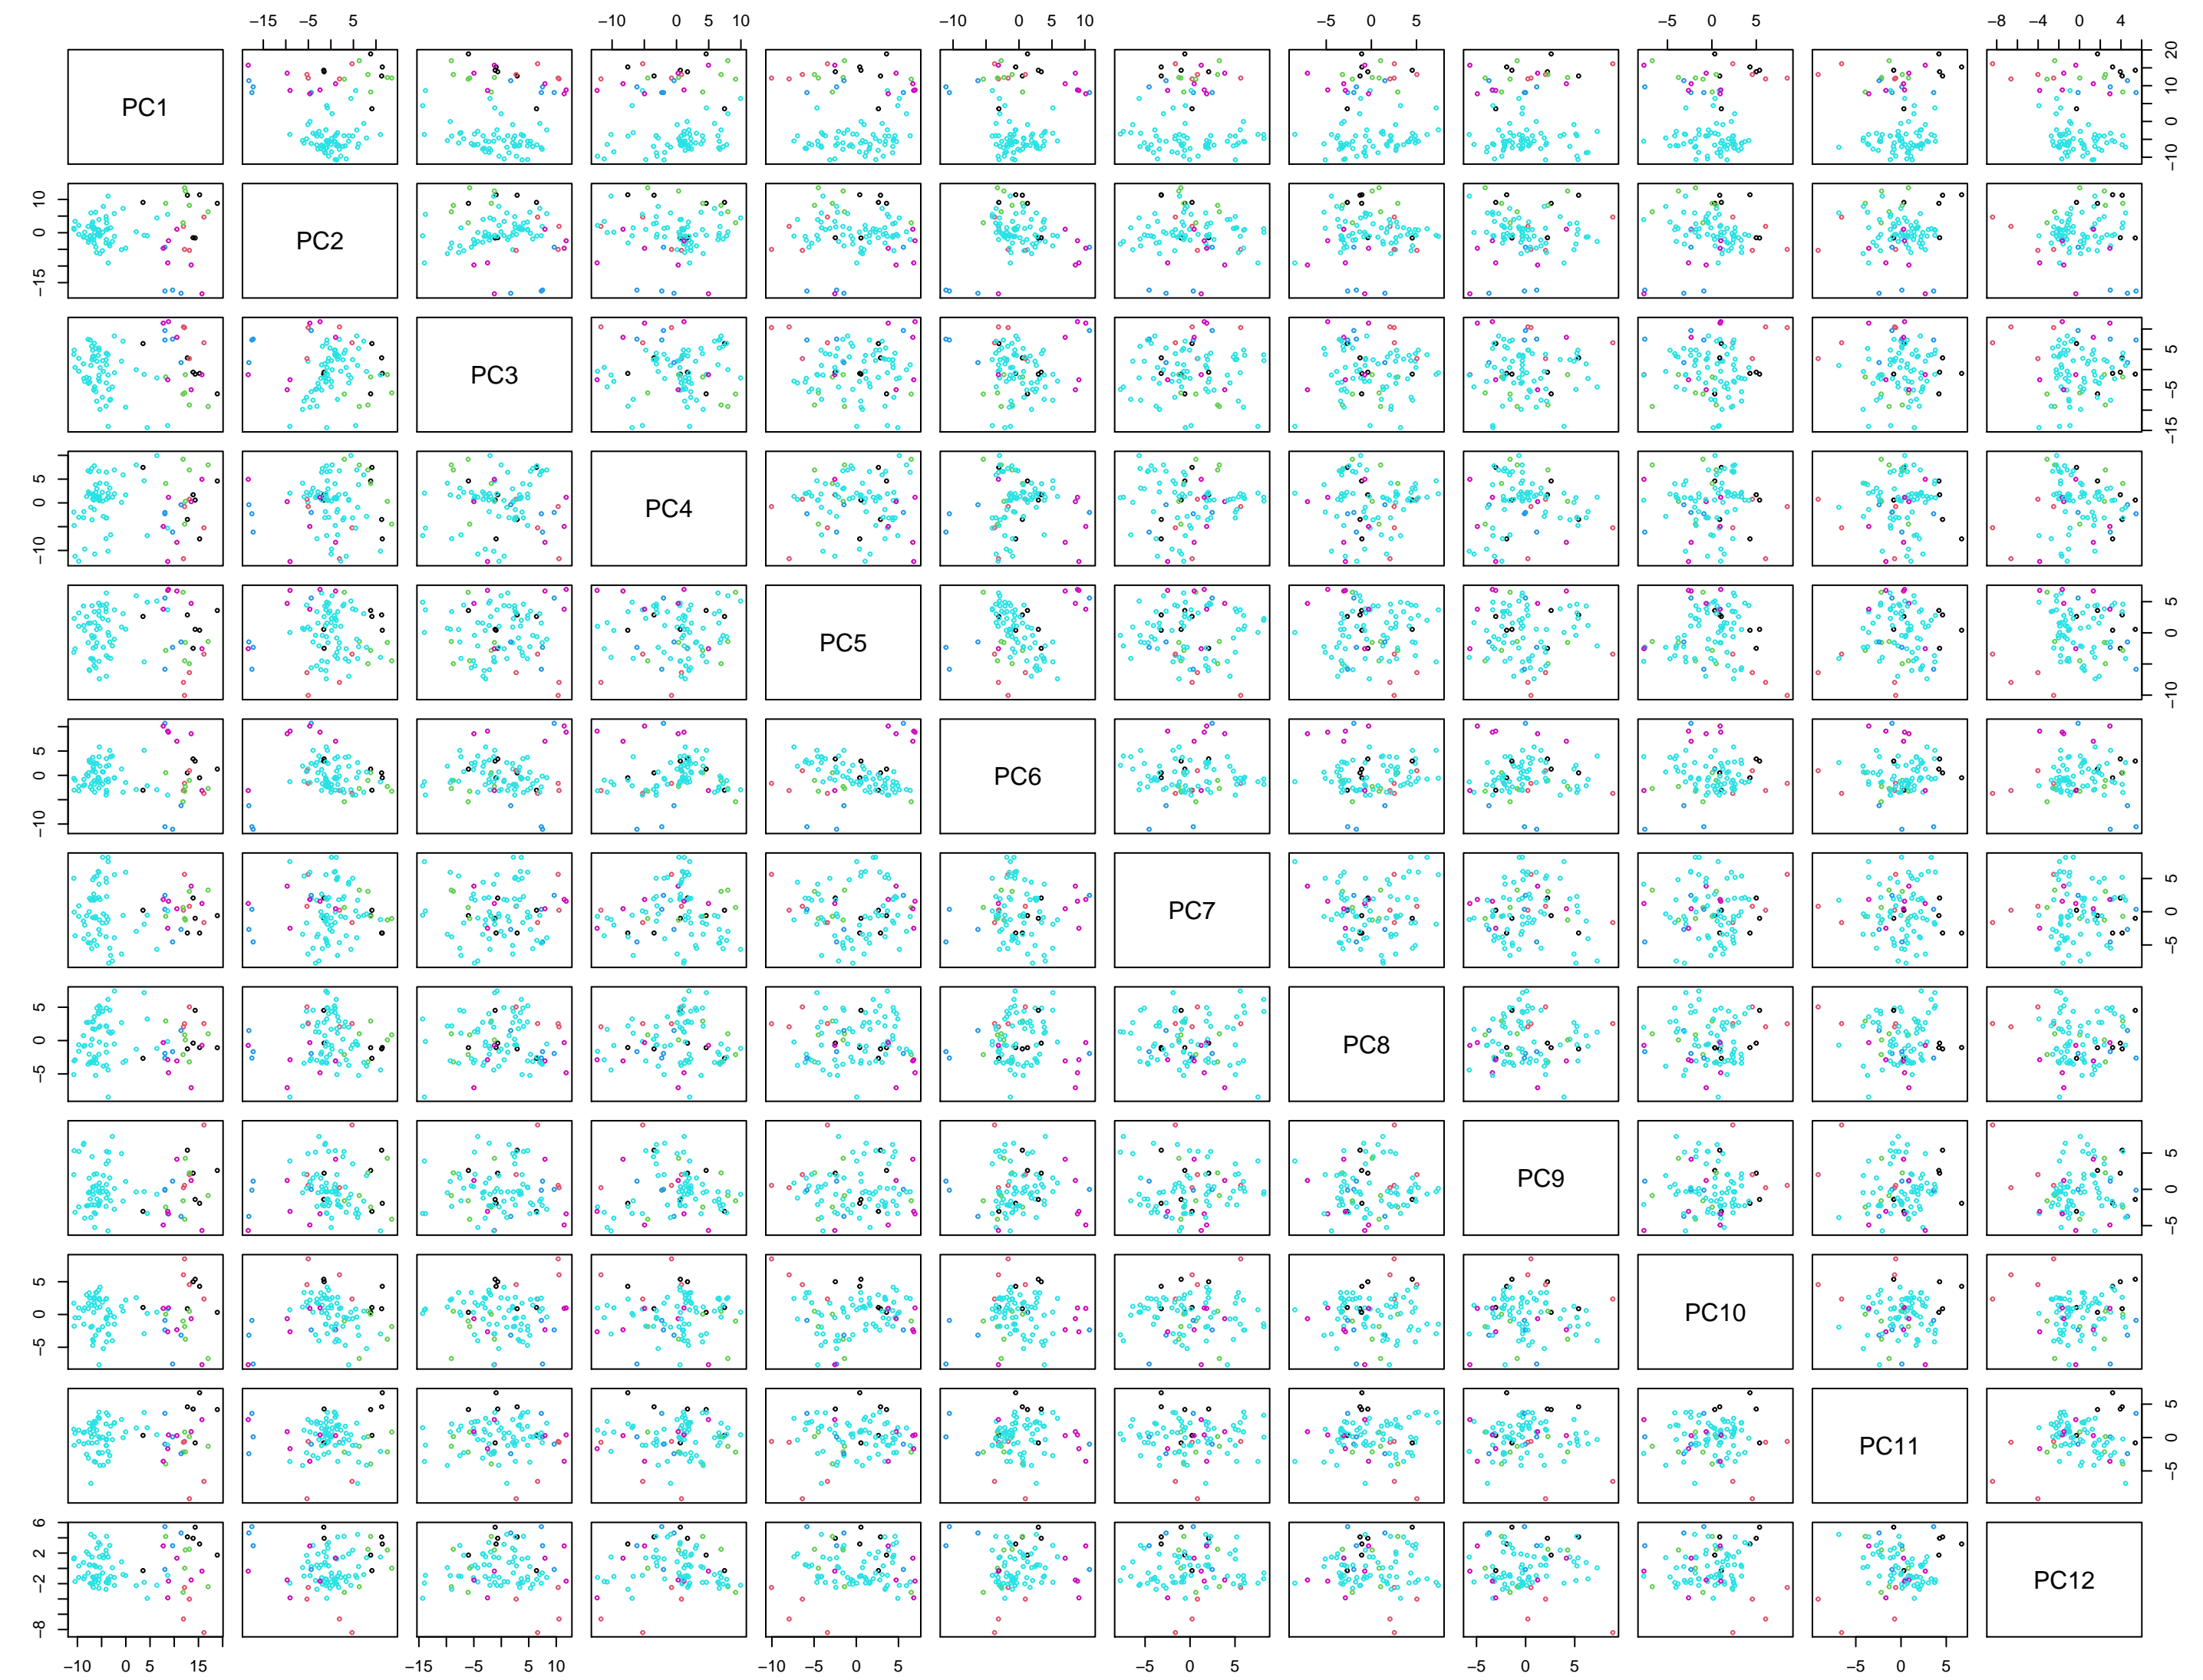 −15 −5 5 −10 0 5 10 −10 0 5 10 −5 0 5 −5 0 5 −8 −4 0 4
PC1 −10 0 10 20
−15 0 10 PC2
PC3 −15 −5 5
−10 0 5 PC4
PC5 −10 0 5
−10 0 5 PC6
PC7 −5 0 5
−5 0 5 PC8
PC9 −5 0 5
−5 0 5 PC10
PC11 −5 0 5
−8 −2 2 6 PC12
−10 0 5 15 −15 −5 5 10 −10 −5 0 5 −5 0 5 −5 0 5 −5 0 5